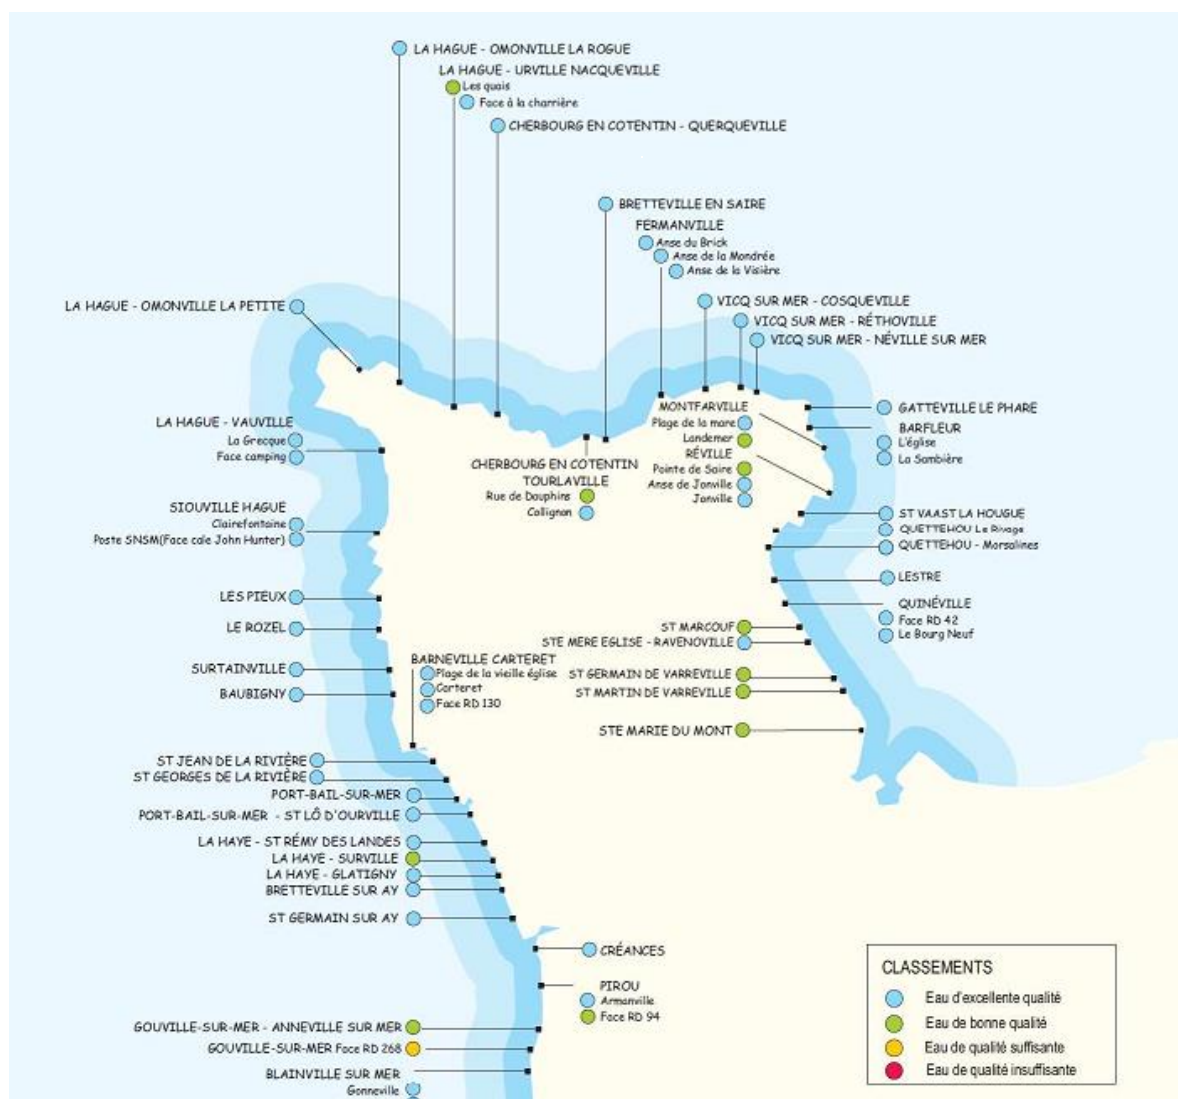 LA HAGUE - OMONVILLE LA ROGUE
LA HAGUE - URVILLE NACQUEVILLE
Les quais
Face à la charrière
CHERBOURG EN COTENTIN - QUERQUEVILLE
BRETTEVILLE EN SAIRE
FERMANVILLE
Anse du Brick
Anse de la Mondrée
Anse de la Visière
LA HAGUE - OMONVILLE LA PETITE
VICQ SUR MER - COSQUEVILLE
VICQ SUR MER - RÉTHOVILLE
VICQ SUR MER - NÉVILLE SUR MER
MONTFARVILLE
Plage de la mare
Landemer
RÉVILLE
Pointe de Saire
Anse de Jonville
Jonville
GATTEVILLE LE PHARE
BARFLEUR
L'église
La Sambière
LA HAGUE - VAUVILLE
La Grecque
Face camping
CHERBOURG EN COTENTIN
TOURLAVILLE
Rue de Dauphins
Collignon
SIOUVILLE HAGUE
Clairefontaine
Poste SNSM(Face cale John Hunter)
ST VAAST LA HOUGUE
QUETTEHOU Le Rivage
QUETTEHOU - Morsalines
LESTRE
QUINÉVILLE
Face RD 42
Le Bourg Neuf
LES PIEUX
LE ROZEL
SURTAINVILLE
BAUBIGNY
ST MARCOUF
STE MERE EGLISE - RAVENOVILLE
ST GERMAIN DE VARREVILLE
ST MARTIN DE VARREVILLE
STE MARIE DU MONT
BARNEVILLE CARTERET
Plage de la vieille église
Carteret
Face RD 130
ST JEAN DE LA RIVIÈRE
ST GEORGES DE LA RIVIÈRE
PORT-BAIL-SUR-MER
PORT-BAIL-SUR-MER - ST LÔ D'OURVILLE
LA HAYE - ST RÉMY DES LANDES
LA HAYE - SURVILLE
LA HAYE - GLATIGNY
BRETTEVILLE SUR AY
ST GERMAIN SUR AY
CRÉANCES
PIROU
Armanville
Face RD 94
GOUVILLE-SUR-MER - ANNEVILLE SUR MER
GOUVILLE-SUR-MER Face RD 268
BLAINVILLE SUR MER
Gonneville
CLASSEMENTS
Eau d'excellente qualité
Eau de bonne qualité
Eau de qualité suffisante
Eau de qualité insuffisante